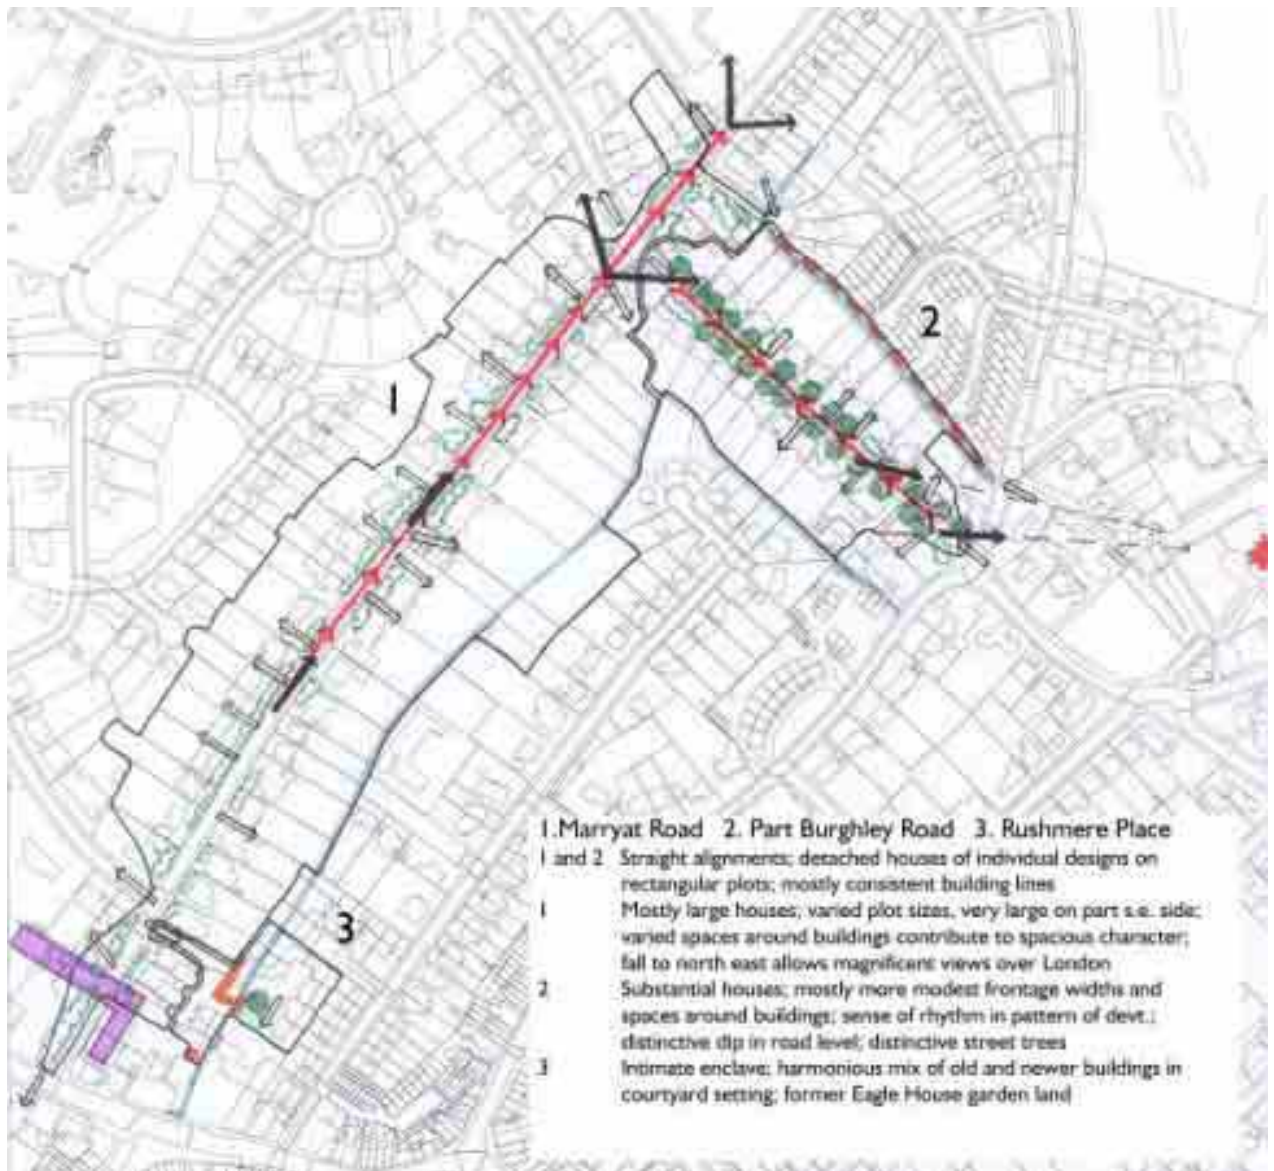 2
1
3
1.Marryat Road 2. Part Burghley Road 3. Rushmere Place
1 and 2 Straight alignments; detached houses of individual designs on
rectangular plots; mostly consistent building lines
1 Mostly large houses; varied plot sizes, very large on part s.e. side;
varied spaces around buildings contribute to spacious character;
fall to north east allows magnificent views over London
2 Substantial houses; mostly more modest frontage widths and
spaces around buildings; sense of rhythm in pattern of devt.;
distinctive dip in road level; distinctive street trees
3 Intimate enclave; harmonious mix of old and newer buildings in
courtyard setting; former Eagle House garden land